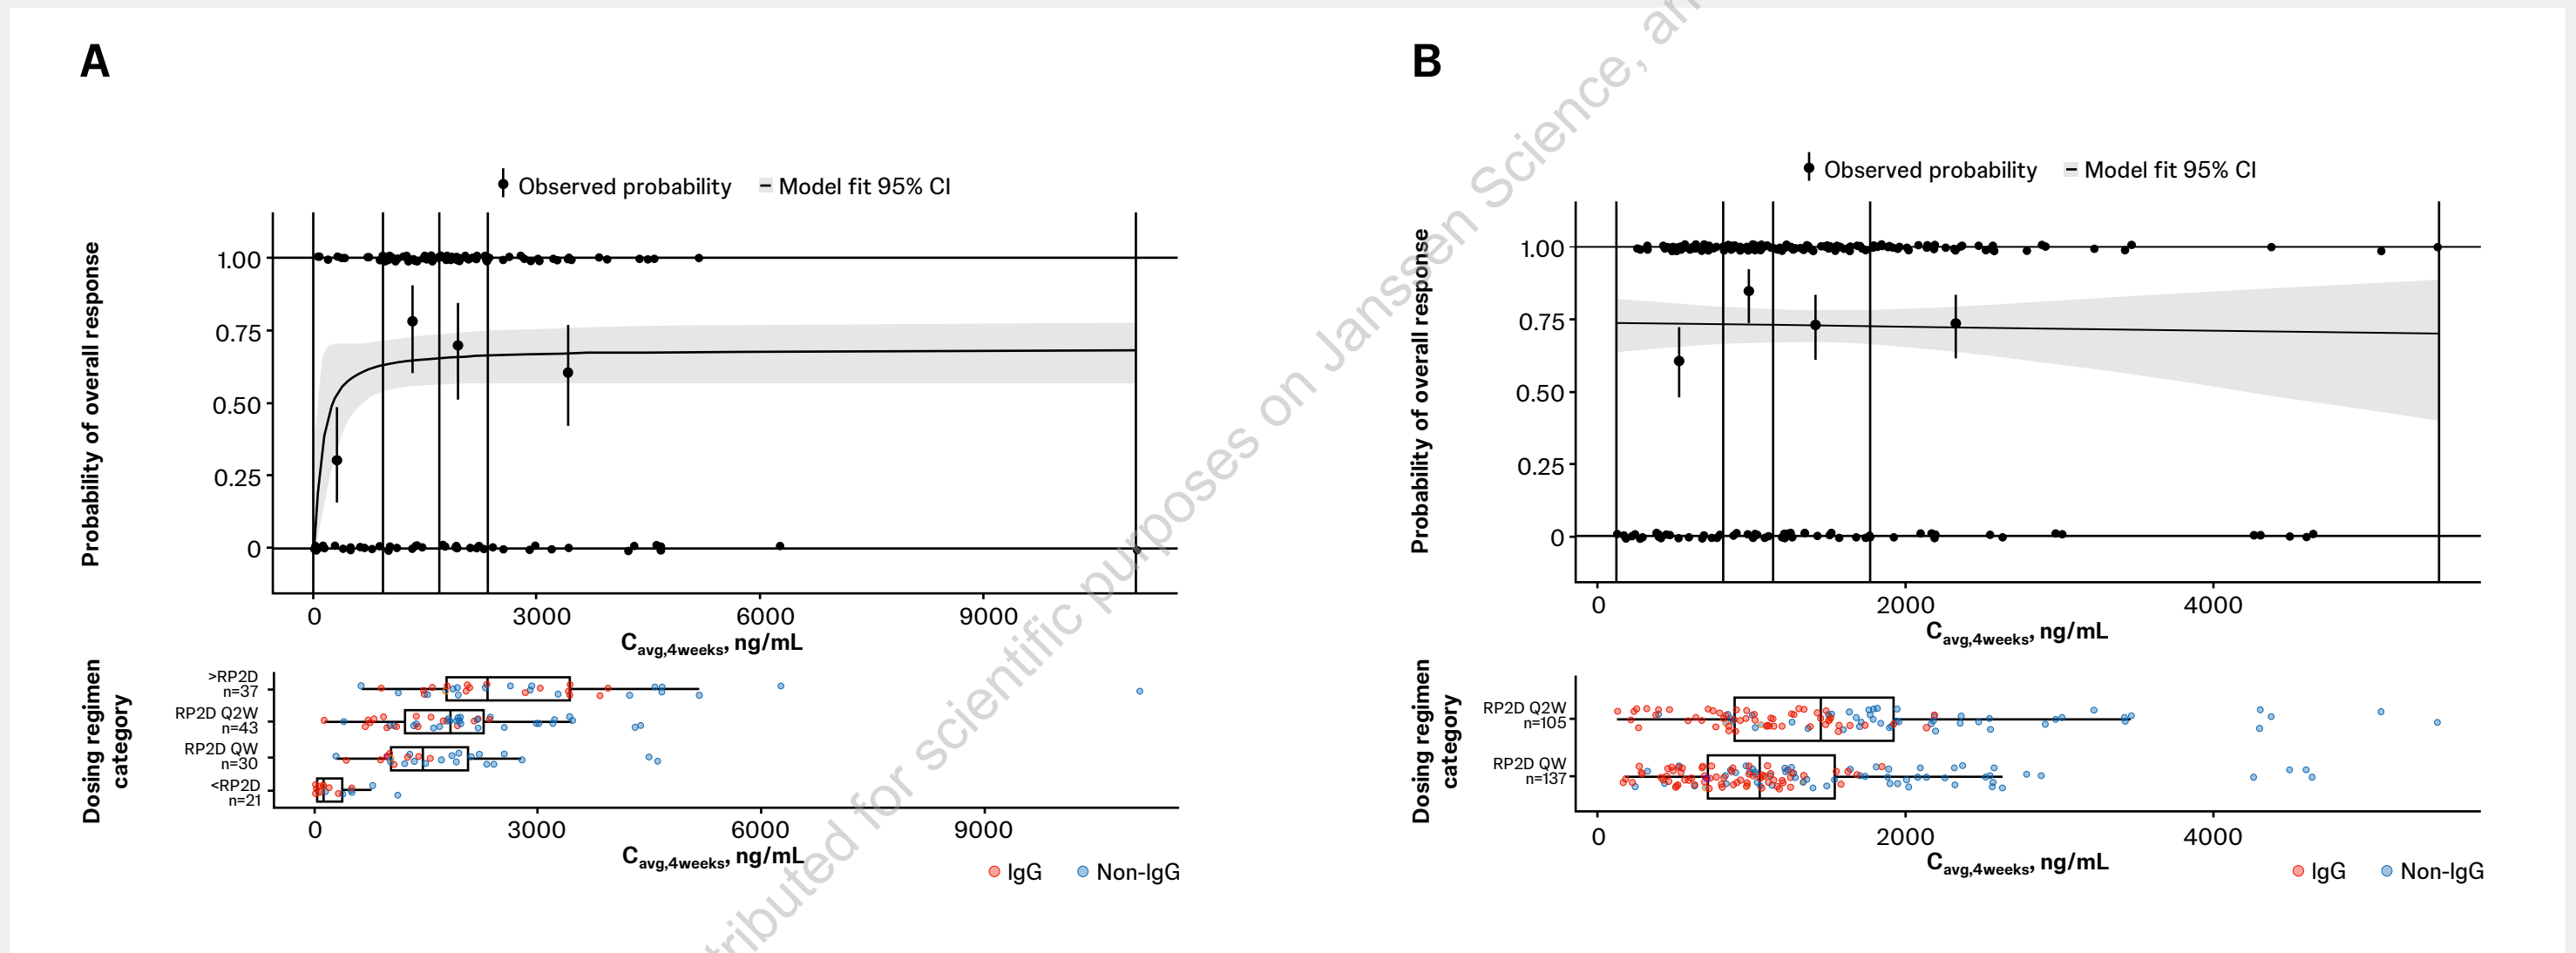 A
Observed probability
Model fit 95% CI
Probability of overall response
1.00
0.75
0.50
0.25
0
0
3000
6000
9000
Cavg,4weeks, ng/mL
Dosing regimen
category
>RP2D
n=37
RP2D Q2W
n=43
RP2D QW
n=30
<RP2D
n=21
0
3000
6000
9000
Cavg,4weeks, ng/mL
IgG
Non-IgG
B
Observed probability
Model fit 95% CI
Probability of overall response
1.00
0.75
0.50
0.25
0
0
2000
4000
Cavg,4weeks, ng/mL
Dosing regimen
category
RP2D Q2W
n=105
RP2D QW
n=137
0
2000
4000
Cavg,4weeks, ng/mL
IgG
Non-IgG
for scientific purposes on Janssen Science,